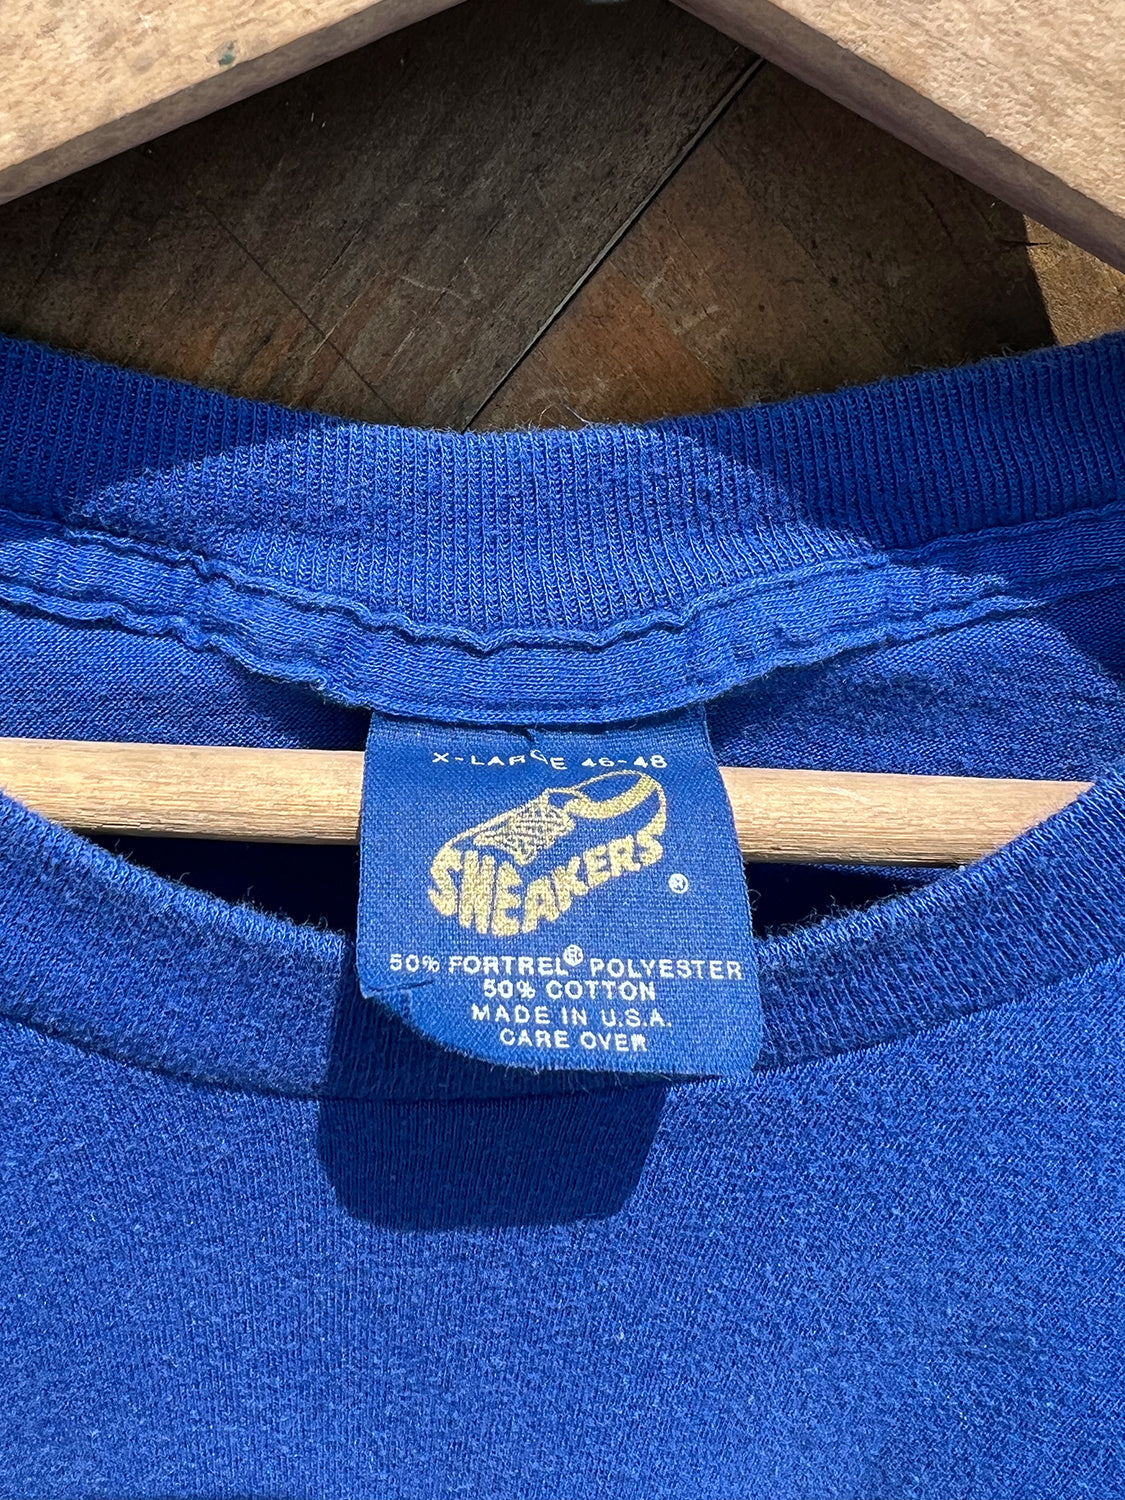 X-LARGE 46-48
SNEAKERS ®
50% FORTREL® POLYESTER
50% COTTON
MADE IN U.S.A.
CARE OVER